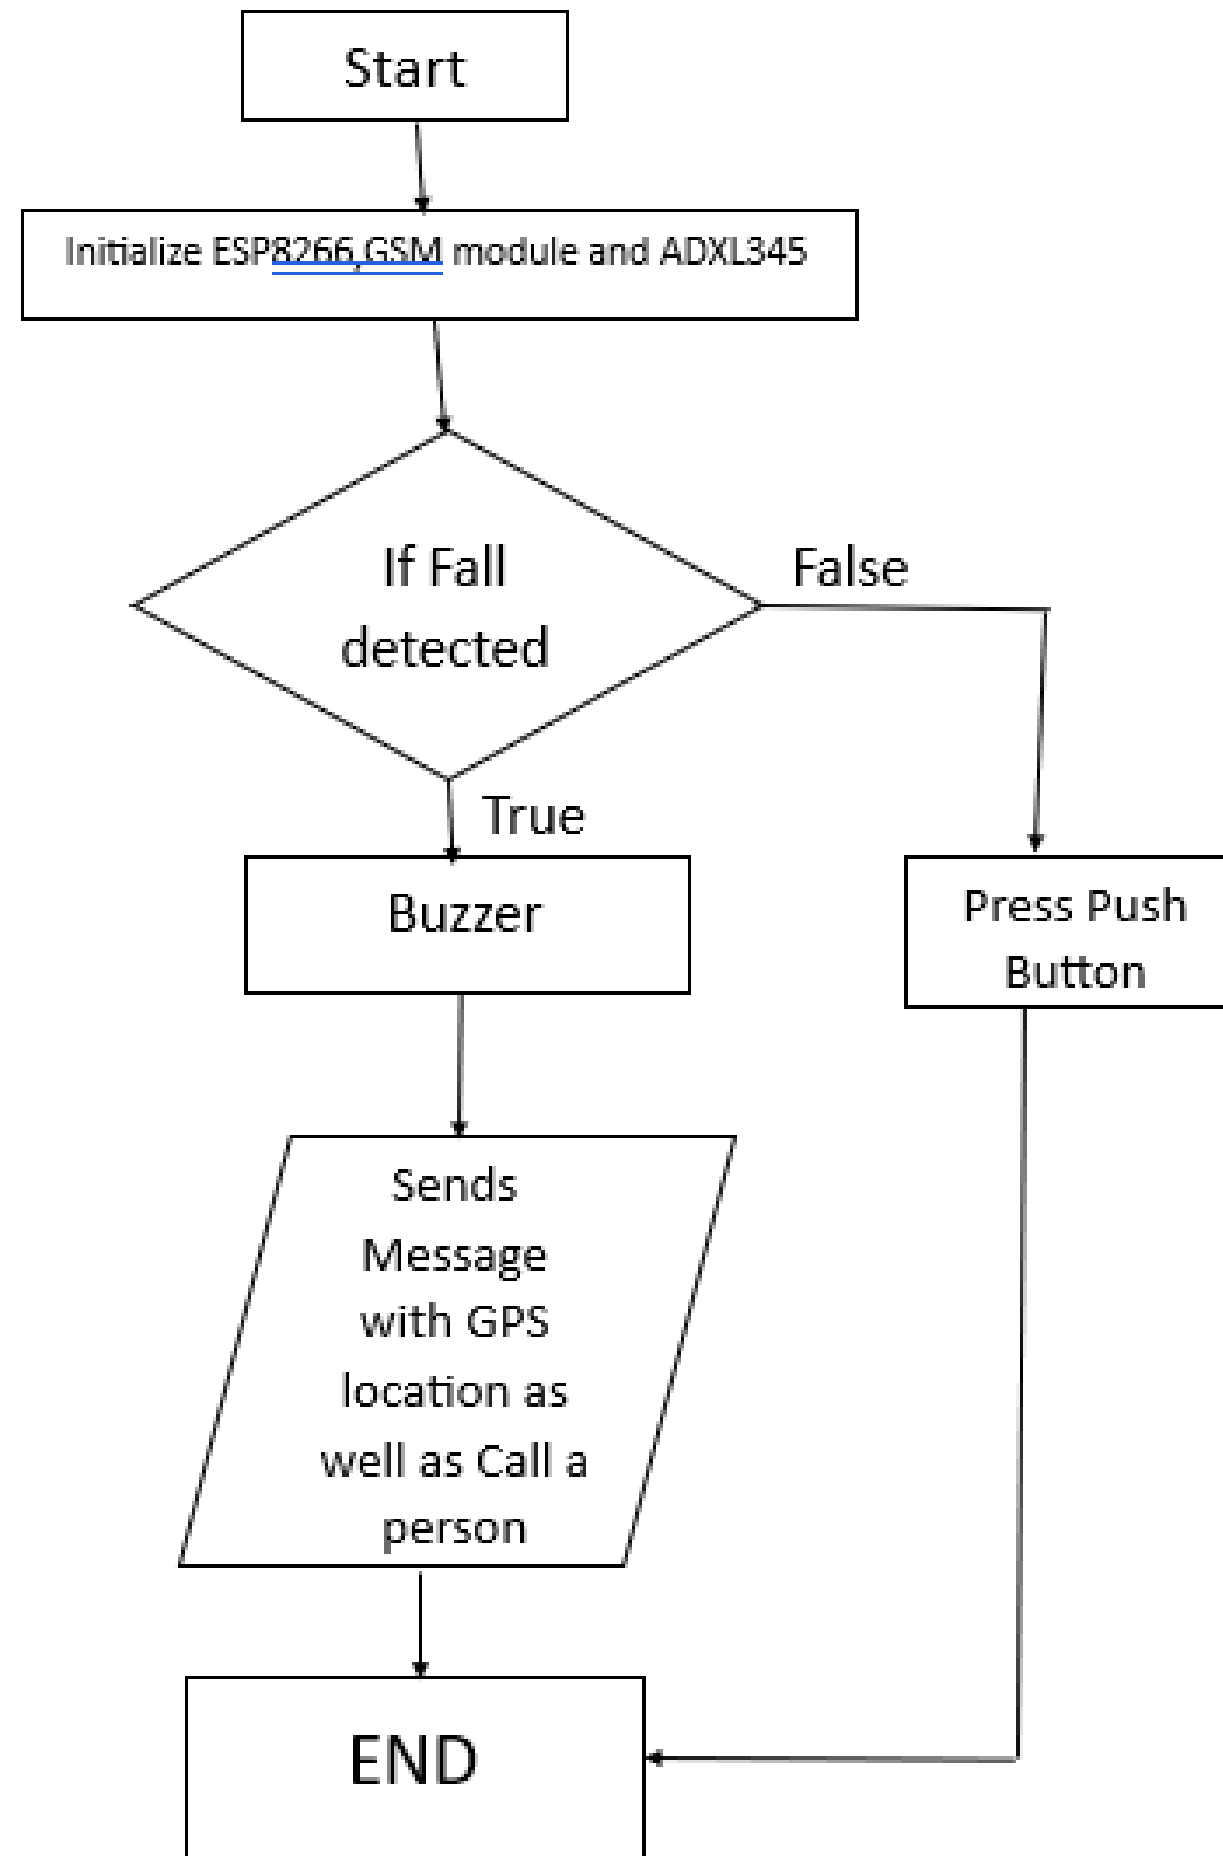 Start
Initialize ESP8266,GSM module and ADXL345
If Fall
detected
False
True
Buzzer
Press Push
Button
Sends
Message
with GPS
location as
well as Call a
person
END